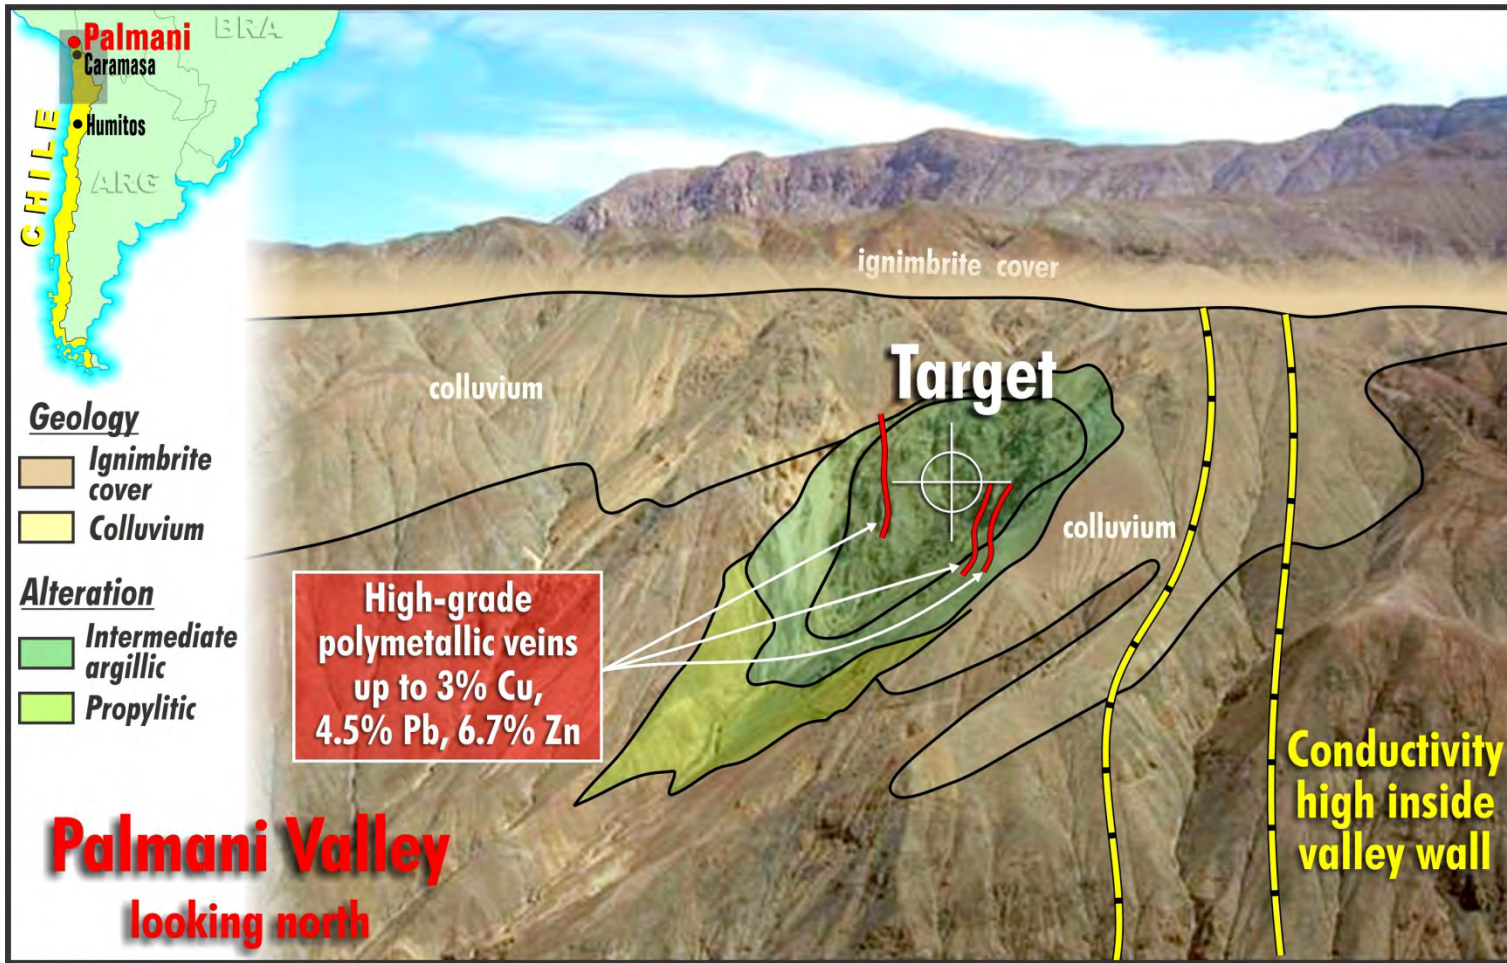 BRA
Palmani
Caramasa
Humitos
ARG
CHILE
ignimbrite cover
colluvium
Target
colluvium
Geology
Ignimbrite
cover
Colluvium
Alteration
Intermediate
argillic
Propylitic
High-grade
polymetallic veins
up to 3% Cu,
4.5% Pb, 6.7% Zn
Conductivity
high inside
valley wall
Palmani Valley
looking north